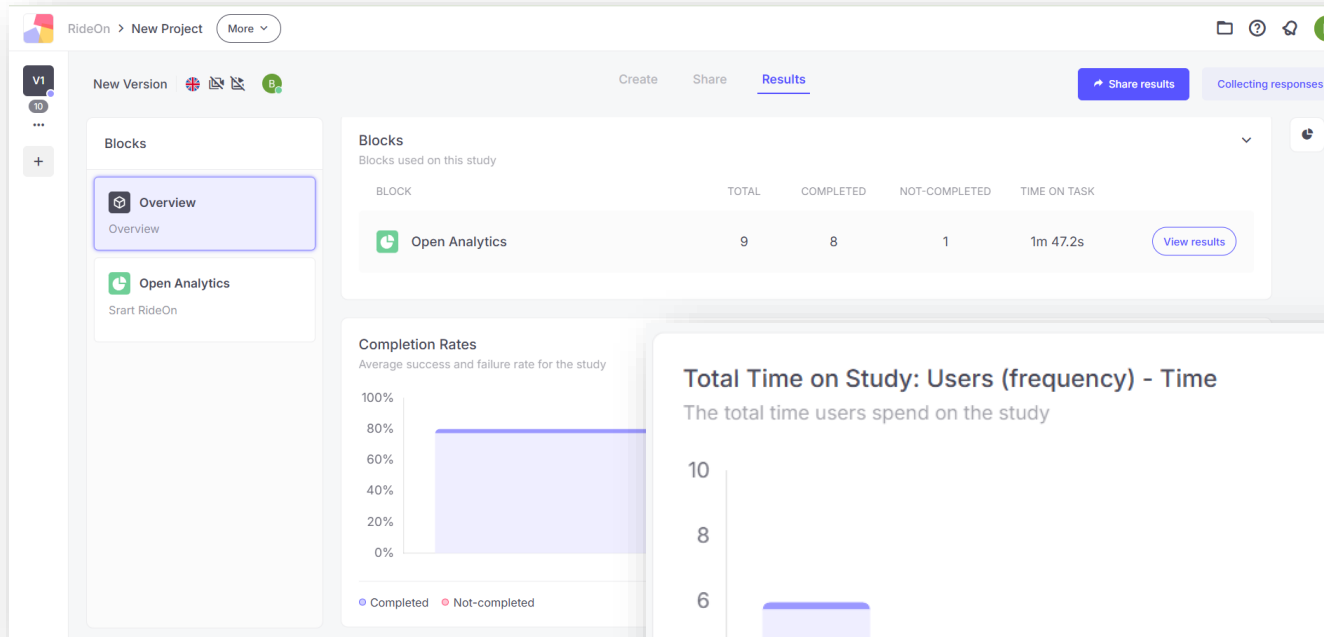 RideOn > New Project More
V1
10
New Version B
Create Share Results
Share results Collecting responses
Blocks
Overview
Overview
Open Analytics
Srart RideOn
Blocks
Blocks used on this study
BLOCK TOTAL COMPLETED NOT-COMPLETED TIME ON TASK
Open Analytics 9 8 1 1m 47.2s View results
Completion Rates
Average success and failure rate for the study
100%
80%
60%
40%
20%
0%
Completed Not-completed
Total Time on Study: Users (frequency) - Time
The total time users spend on the study
10
8
6